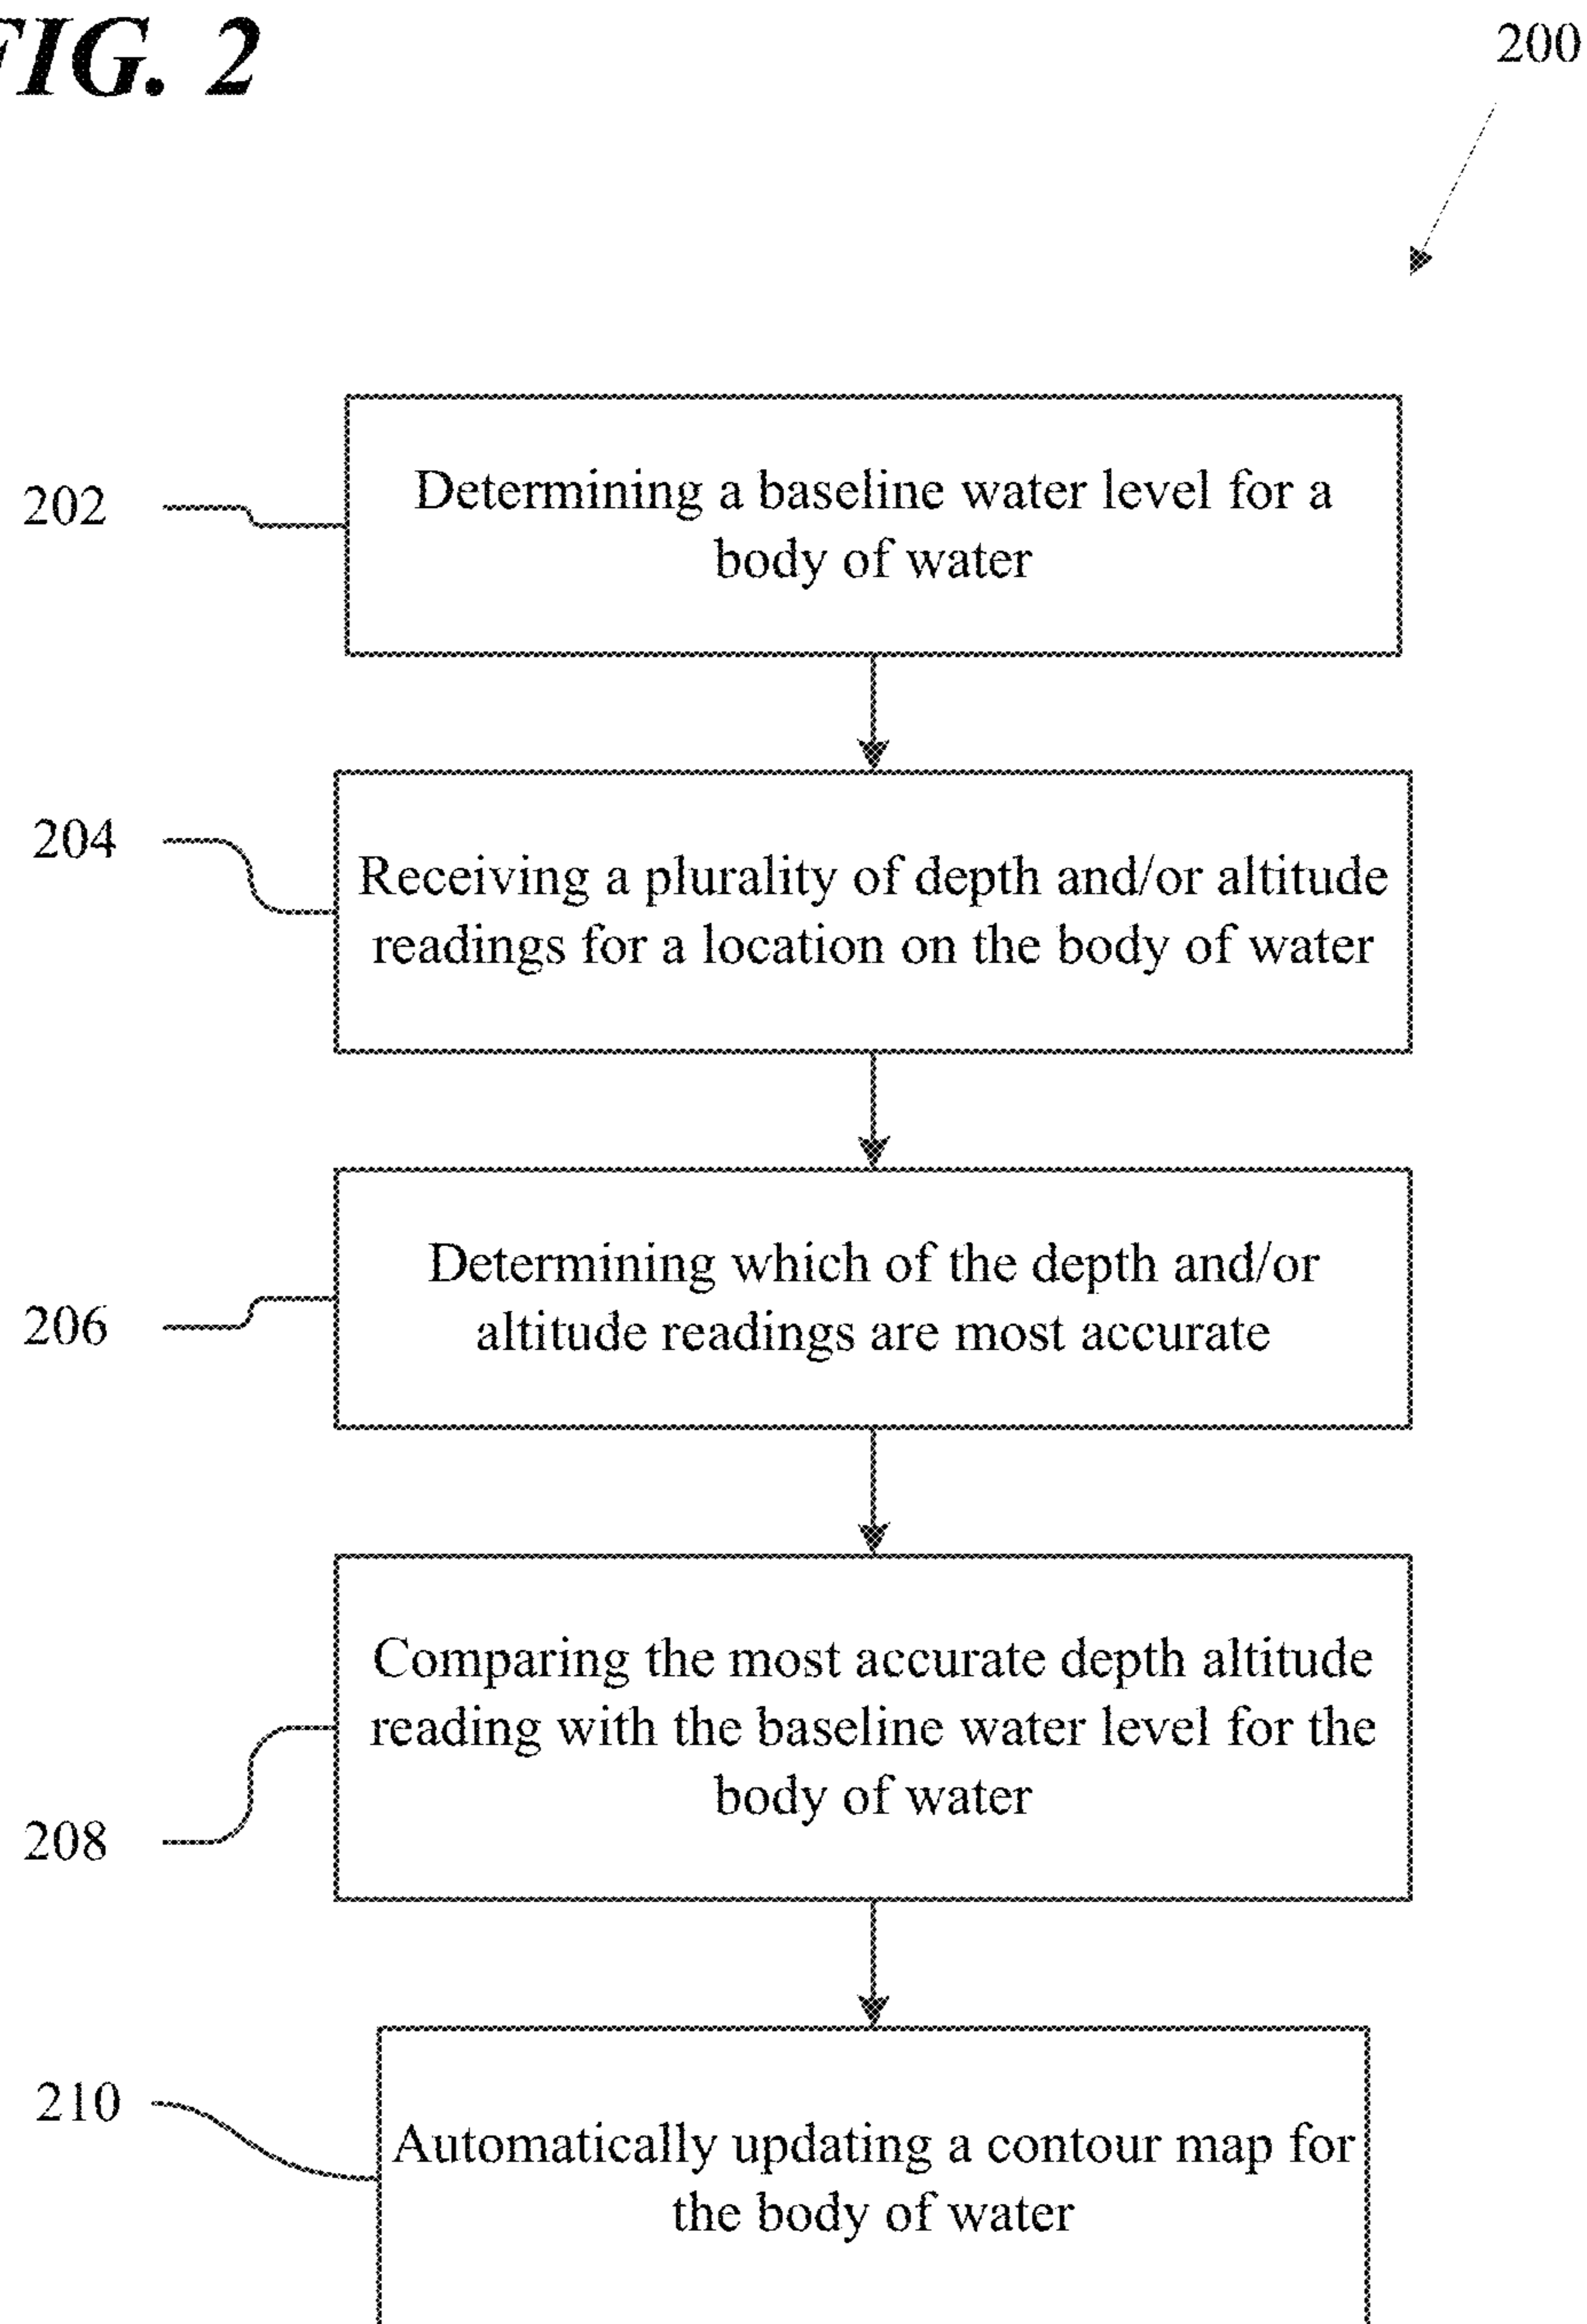 FIG. 2
200
202
Determining a baseline water level for a
body of water
204
Receiving a plurality of depth and/or altitude
readings for a location on the body of water
206
Determining which of the depth and/or
altitude readings are most accurate
208
Comparing the most accurate depth altitude
reading with the baseline water level for the
body of water
210
Automatically updating a contour map for
the body of water